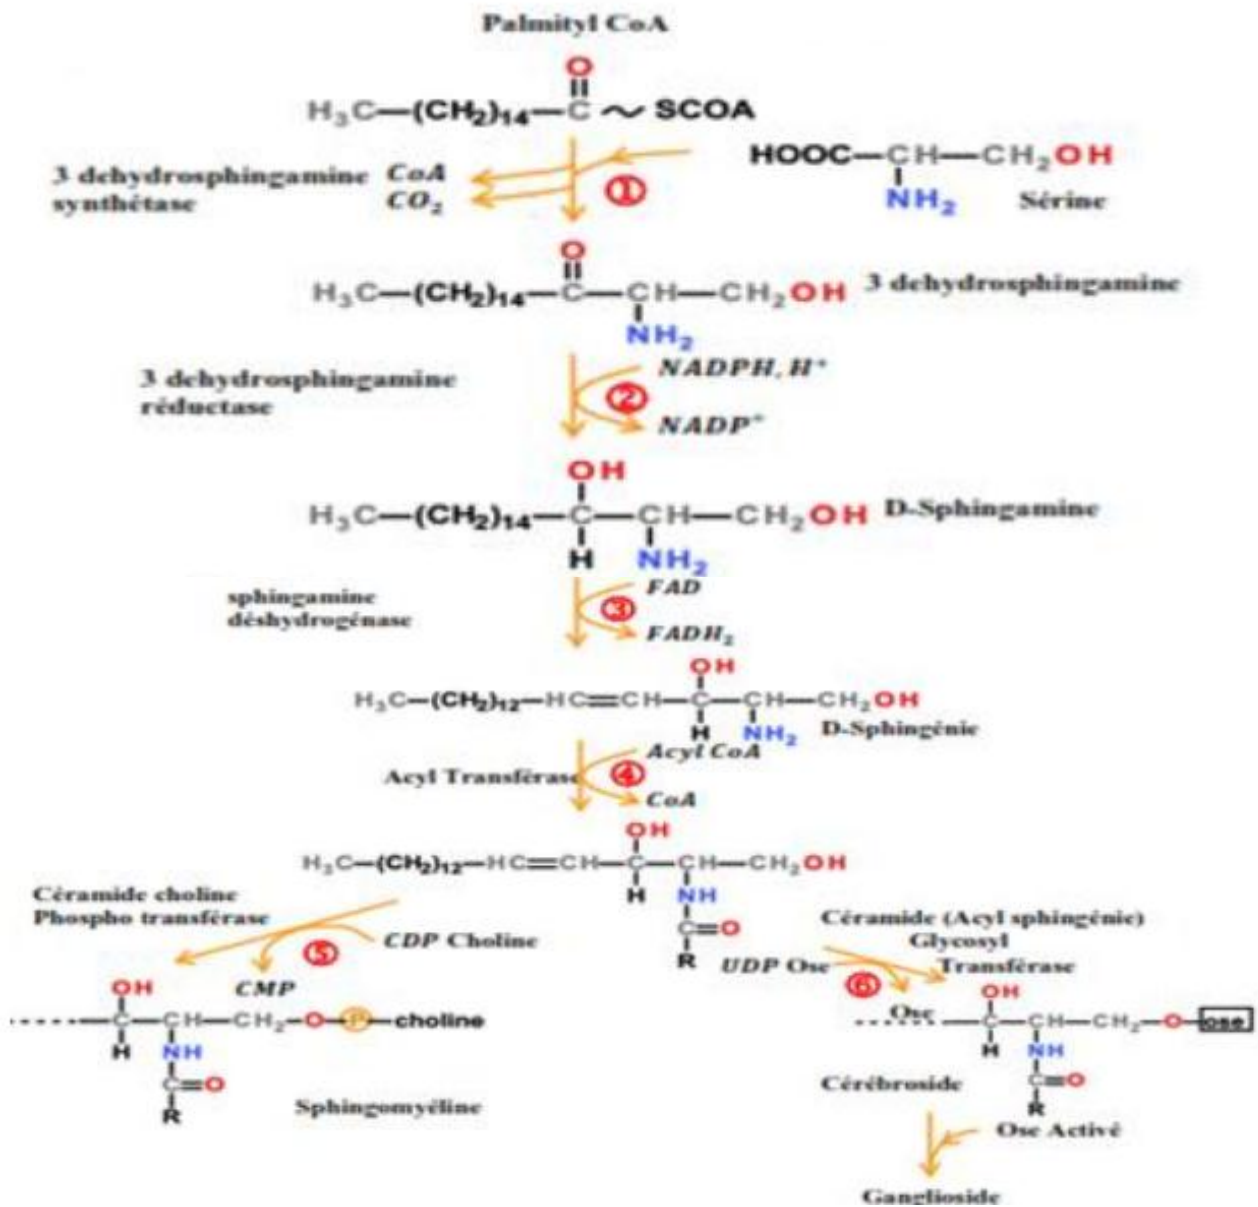 Palmityl CoA
O
H₃C—(CH₂)₁₄—C ~ SCOA
HOOC—CH—CH₂OH
NH₂ Sérine
3 dehydrosphingamine
synthétase
CoA
CO₂
①
O
H₃C—(CH₂)₁₄—C—CH—CH₂OH 3 dehydrosphingamine
NH₂
3 dehydrosphingamine
réductase
NADPH, H⁺
②
NADP⁺
OH
H₃C—(CH₂)₁₄—C—CH—CH₂OH D-Sphingamine
H NH₂
sphingamine
déshydrogénase
FAD
③
FADH₂
OH
H₃C—(CH₂)₁₂—HC=CH—C—CH—CH₂OH
H NH₂ D-Sphingénie
Acyl CoA
Acyl Transférase ④
CoA
OH
H₃C—(CH₂)₁₂—HC=CH—C—CH—CH₂OH
H NH
C=O
R
Céramide choline
Phospho transférase
⑤
CDP Choline
CMP
OH
C—CH—CH₂—O—P—choline
H NH
C=O
R
Sphingomyéline
Céramide (Acyl sphingénie)
Glycosyl
Transférase
UDP Ose
⑥
Ose
OH
C—CH—CH₂—O—ose
H NH
C=O
R
Cérébroside
Ose Activé
Ganglioside